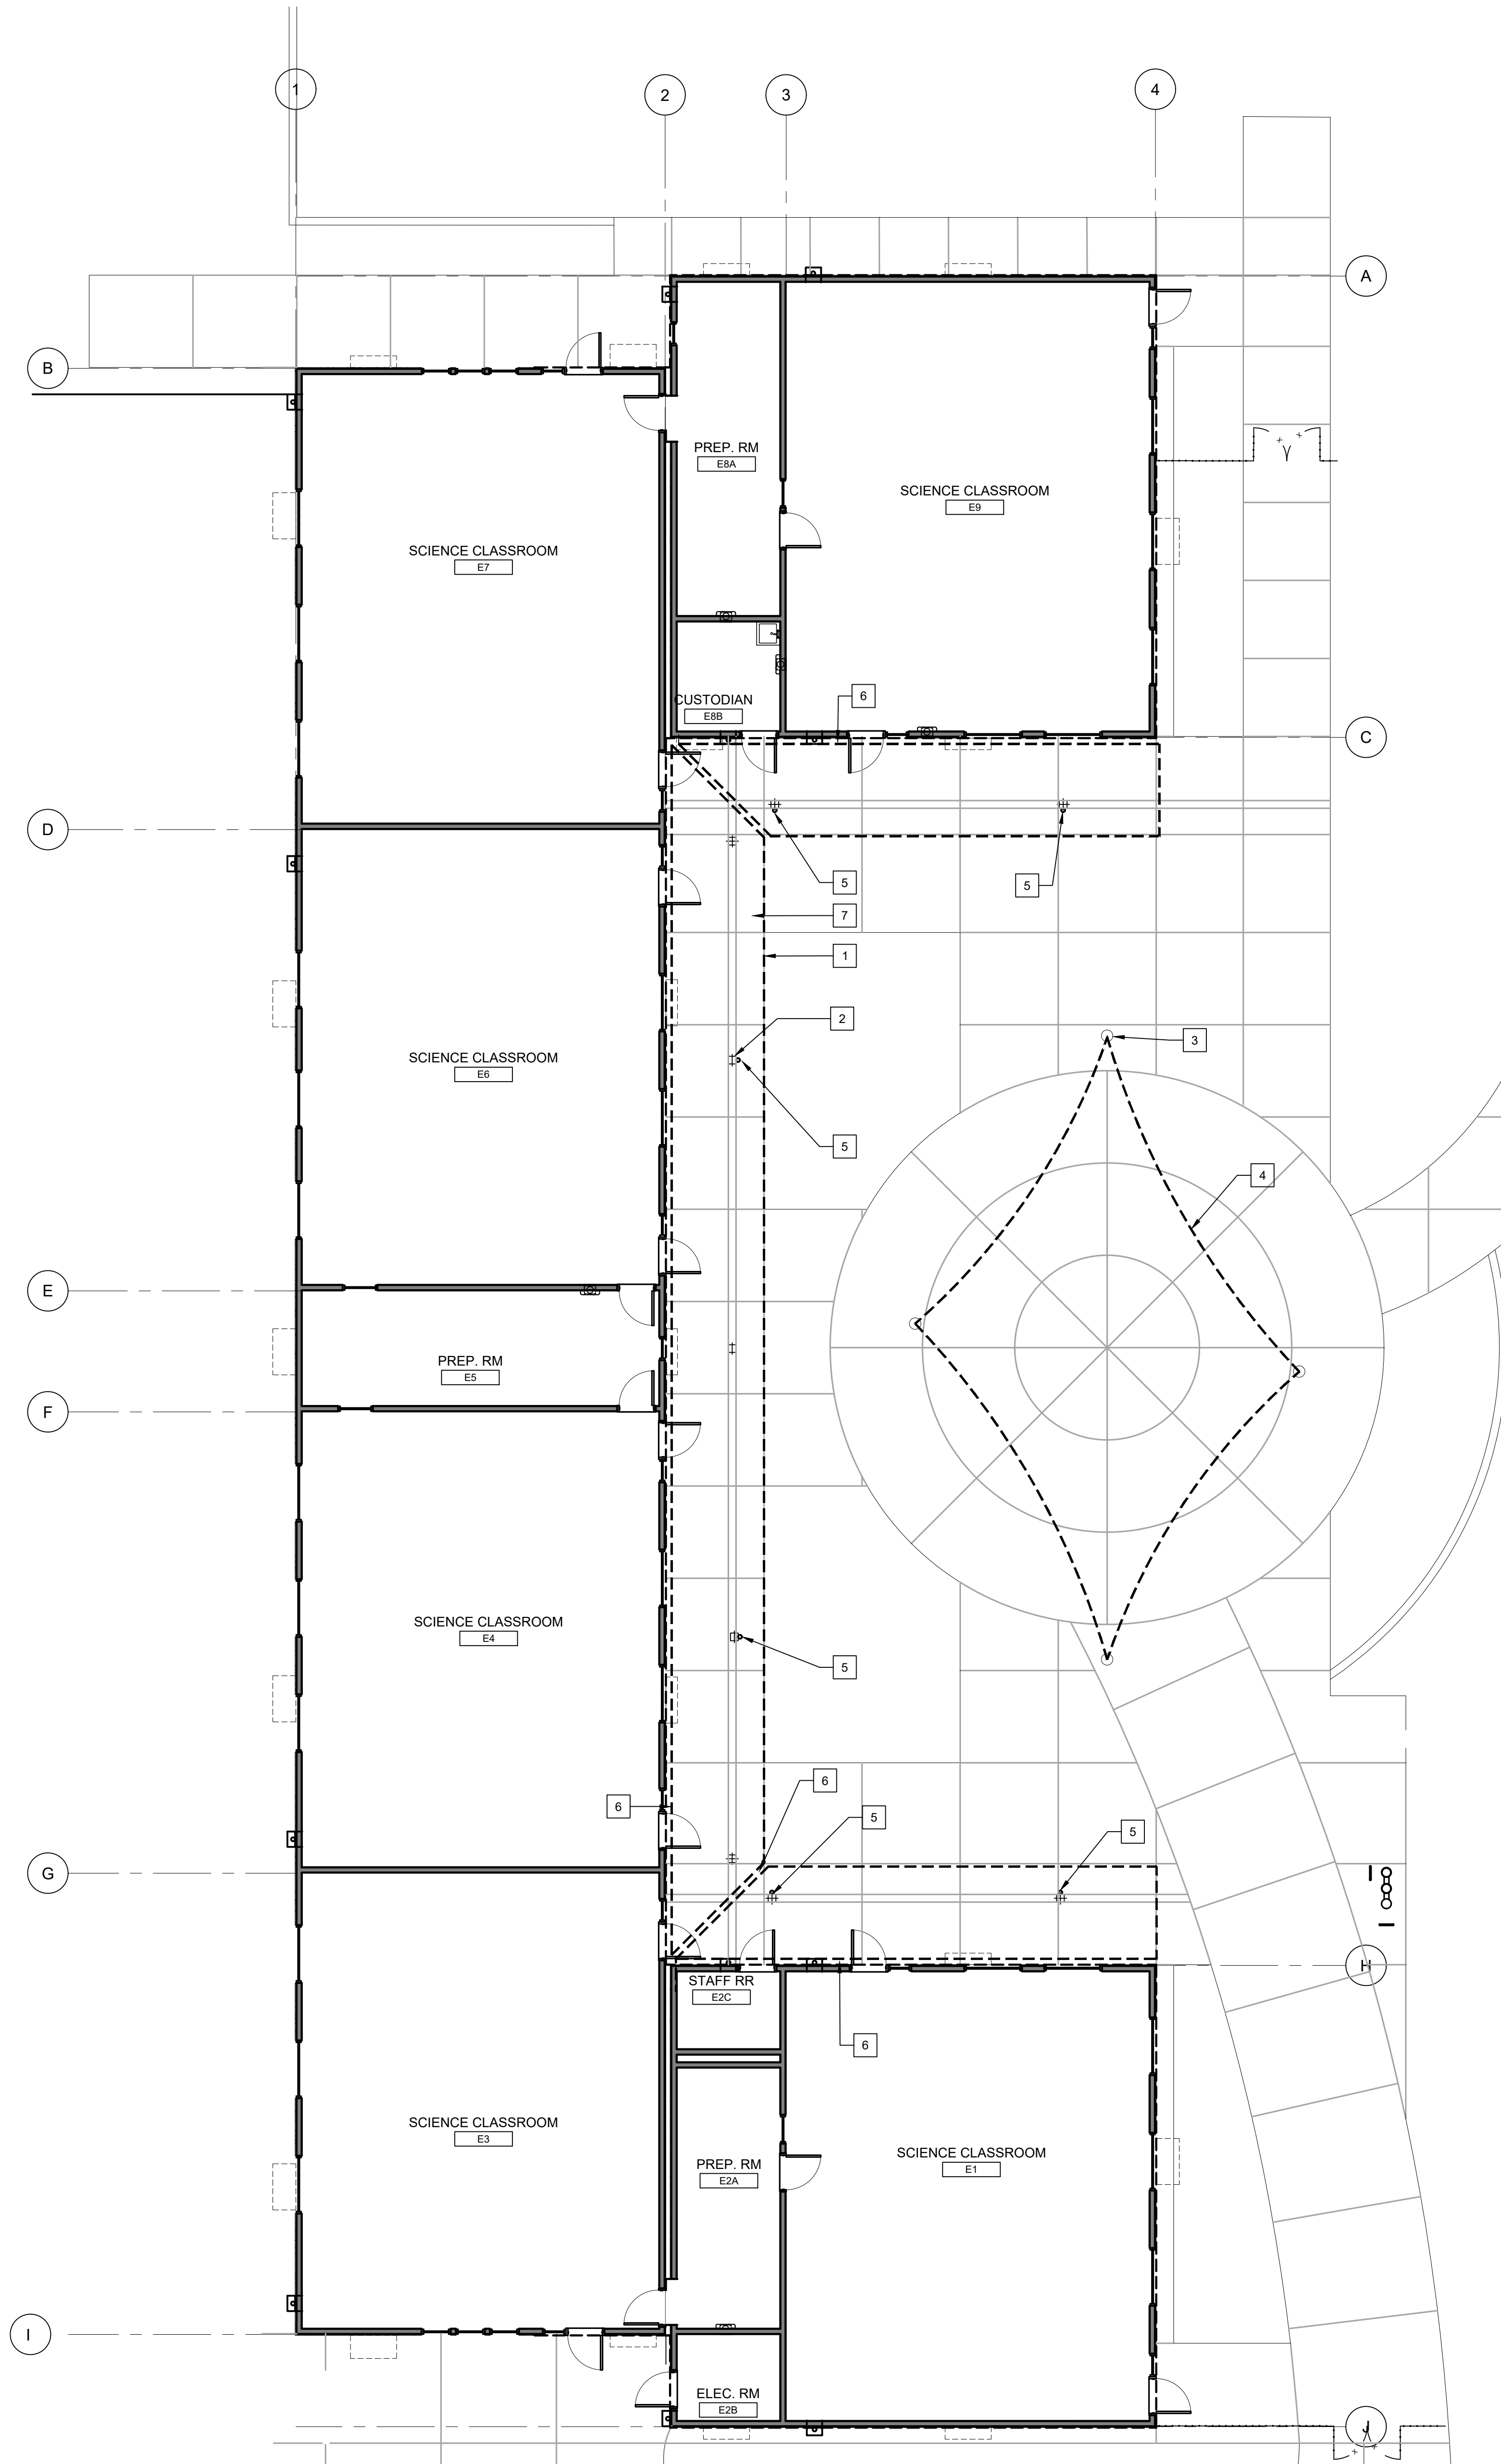 1
2
3
4
A
B
PREP. RM
E8A
SCIENCE CLASSROOM
E9
SCIENCE CLASSROOM
E7
CUSTODIAN
E8B
6
C
D
5
5
7
1
2
3
SCIENCE CLASSROOM
E6
5
4
E
PREP. RM
E5
F
SCIENCE CLASSROOM
E4
5
6
6
5
5
G
H
STAFF RR
E2C
6
SCIENCE CLASSROOM
E3
PREP. RM
E2A
SCIENCE CLASSROOM
E1
I
ELEC. RM
E2B
J